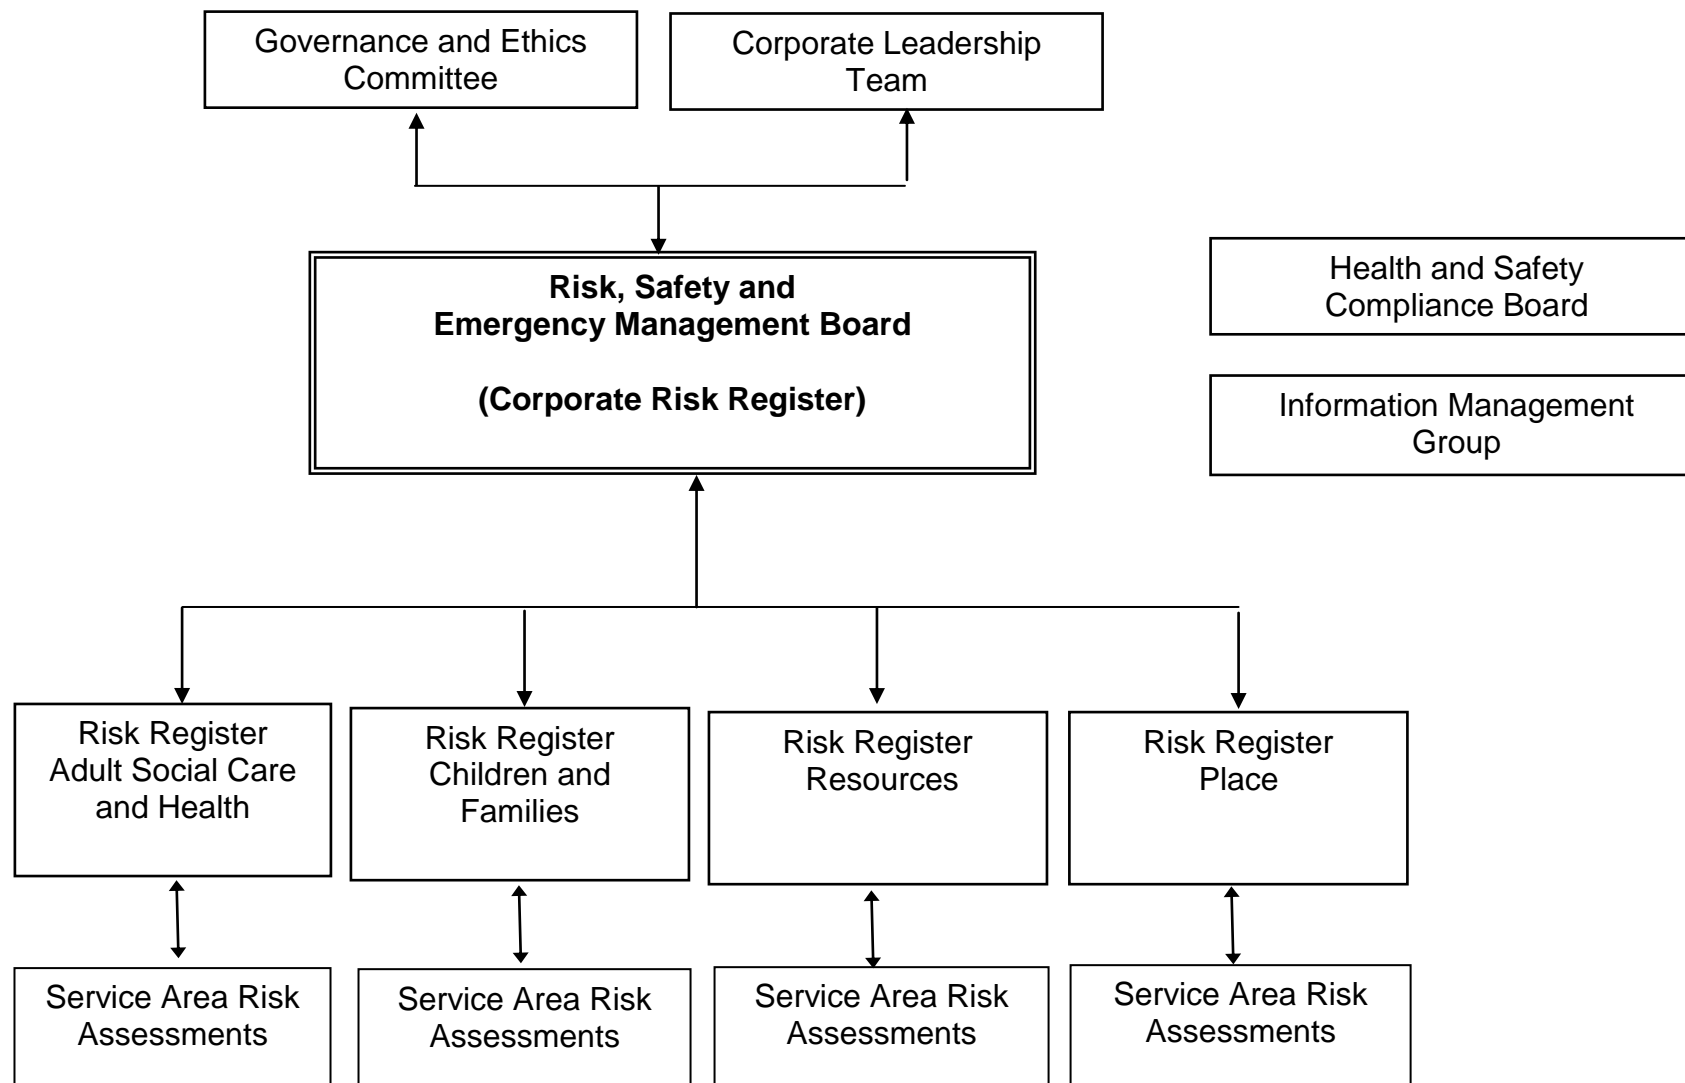 Governance and Ethics
Committee
Corporate Leadership
Team
Risk, Safety and
Emergency Management Board
(Corporate Risk Register)
Health and Safety
Compliance Board
Information Management
Group
Risk Register
Adult Social Care
and Health
Risk Register
Children and
Families
Risk Register
Resources
Risk Register
Place
Service Area Risk
Assessments
Service Area Risk
Assessments
Service Area Risk
Assessments
Service Area Risk
Assessments